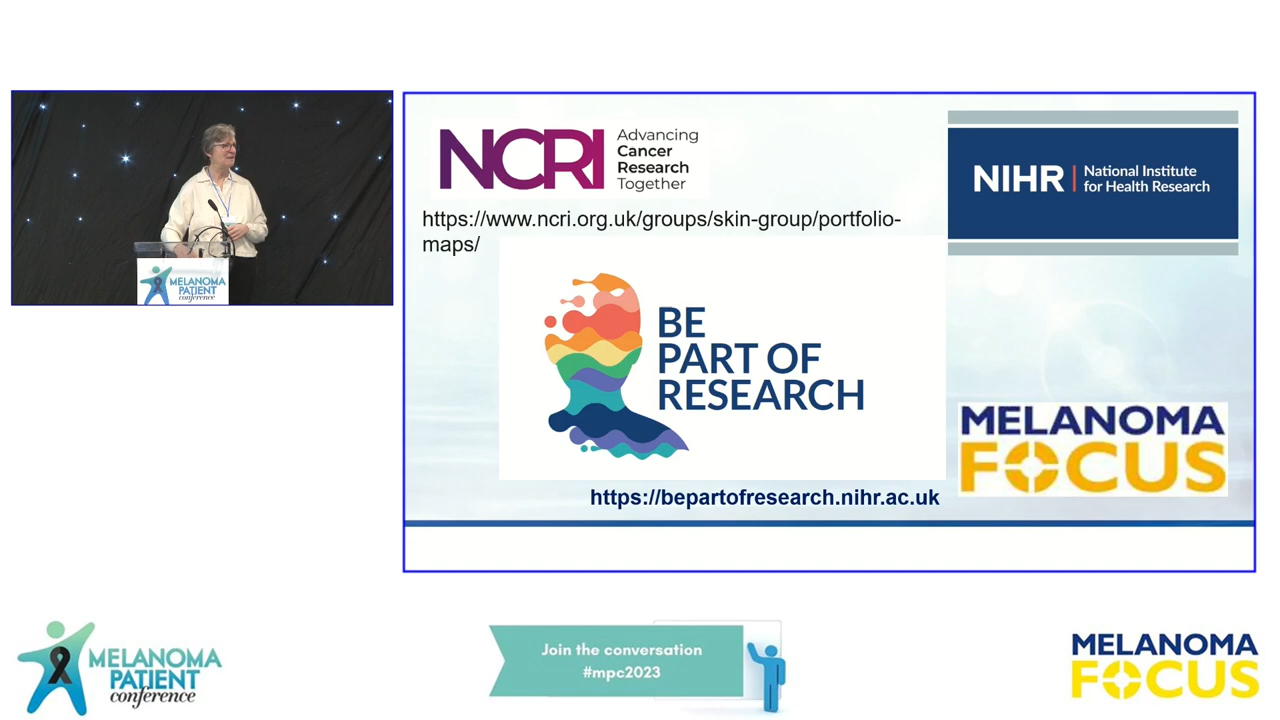 MELANOMA
PATIENT
conference
NCRI
Advancing
Cancer
Research
Together
NIHR | National Institute
for Health Research
https://www.ncri.org.uk/groups/skin-group/portfolio-
maps/
BE
PART OF
RESEARCH
MELANOMA
FOCUS
https://bepartofresearch.nihr.ac.uk
MELANOMA
PATIENT
conference
Join the conversation
#mpc2023
MELANOMA
FOCUS